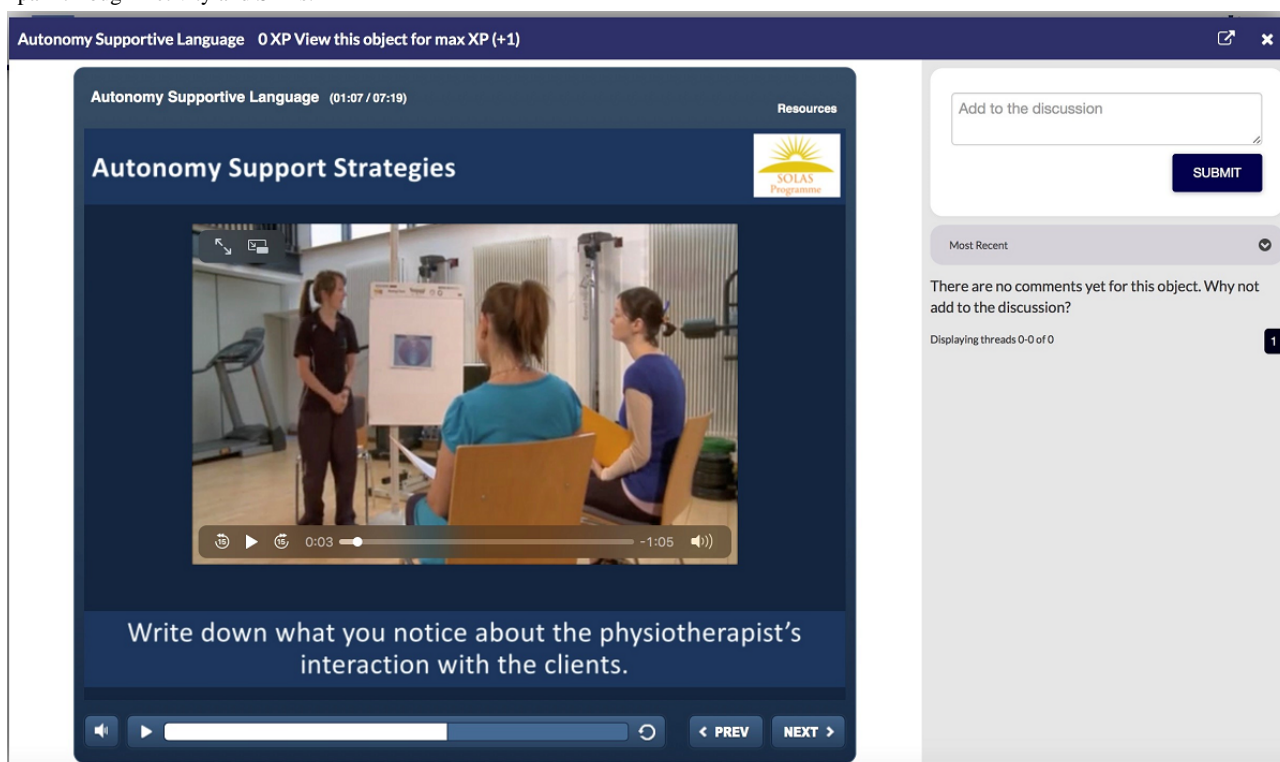 Autonomy Supportive Language 0 XP View this object for max XP (+1)
Autonomy Supportive Language (01:07 / 07:19)
Resources
Autonomy Support Strategies
SOLAS
Programme
0:03
-1:05
15
15
Write down what you notice about the physiotherapist's
interaction with the clients.
< PREV
NEXT >
Add to the discussion
SUBMIT
Most Recent
There are no comments yet for this object. Why not
add to the discussion?
Displaying threads 0-0 of 0
1